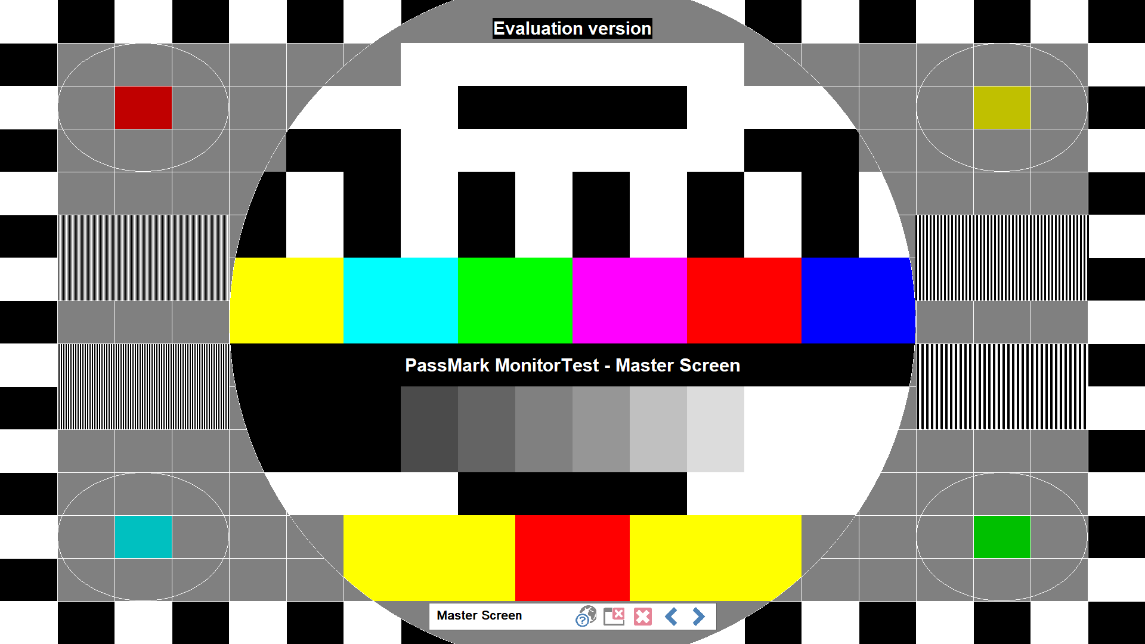 Evaluation version
PassMark MonitorTest - Master Screen
Master Screen
?